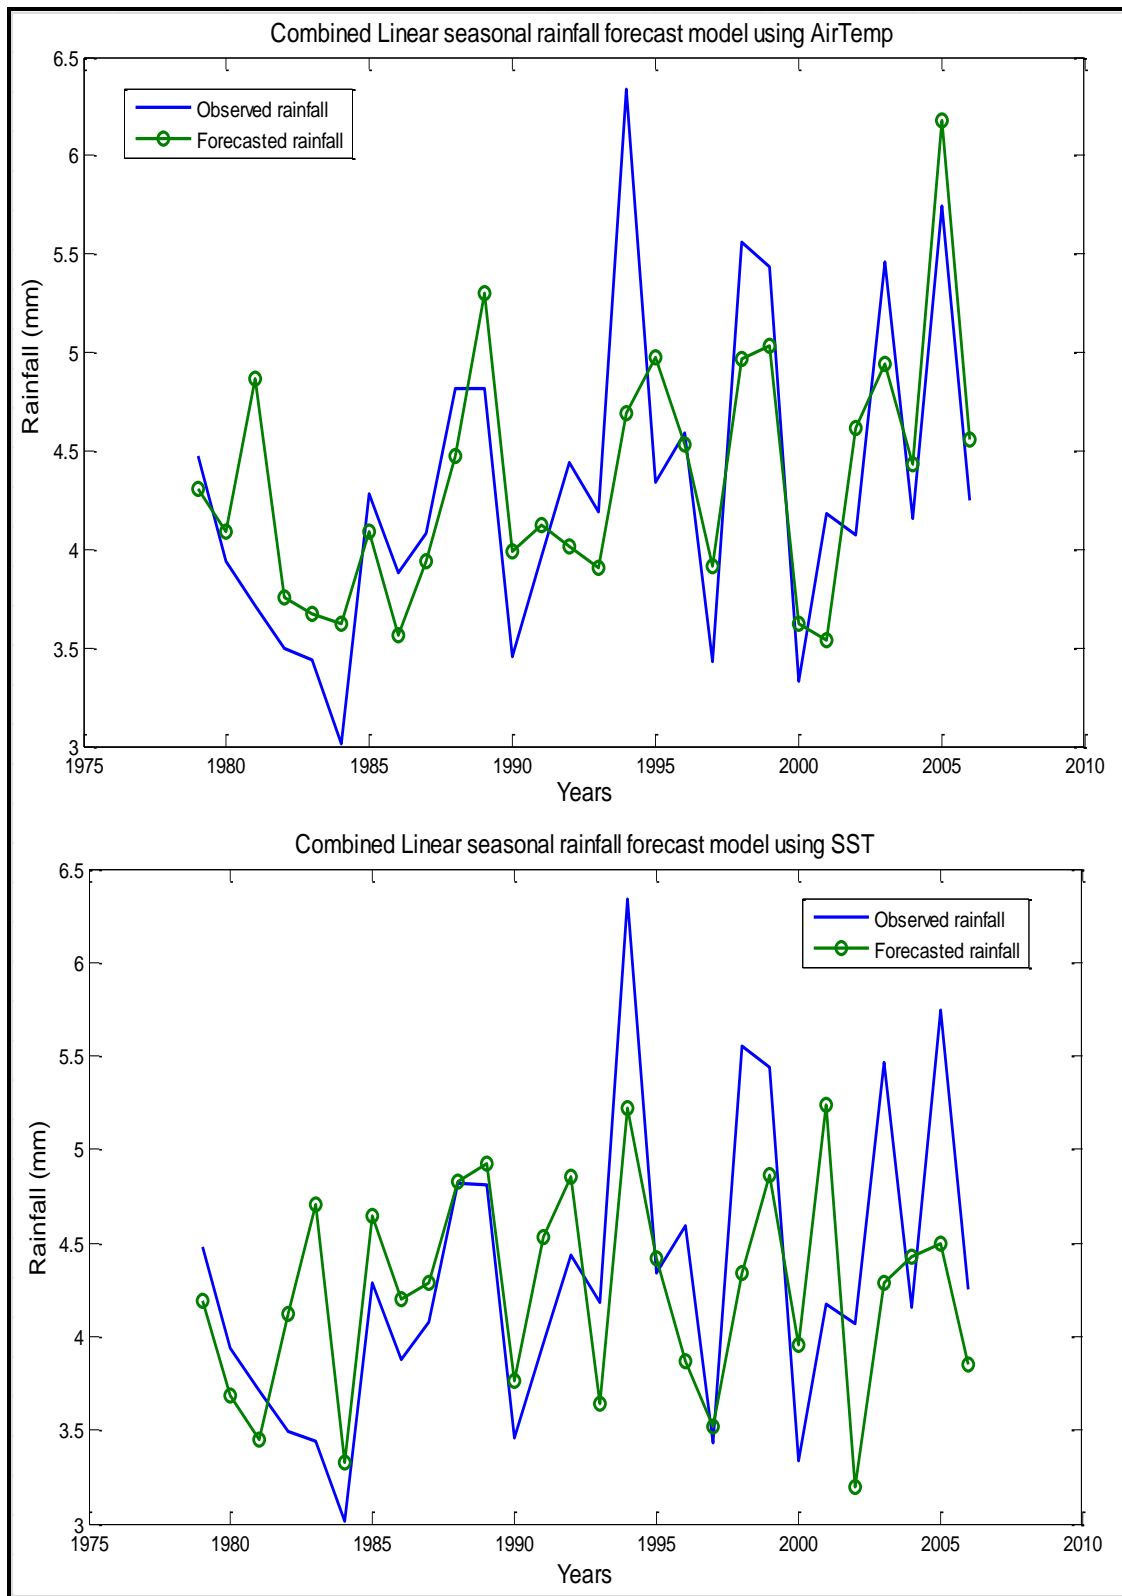 Combined Linear seasonal rainfall forecast model using AirTemp
6.5
6
5.5
5
4.5
4
3.5
3
Rainfall (mm)
Observed rainfall
Forecasted rainfall
1975 1980 1985 1990 1995 2000 2005 2010
Years
Combined Linear seasonal rainfall forecast model using SST
6.5
6
5.5
5
4.5
4
3.5
3
Rainfall (mm)
Observed rainfall
Forecasted rainfall
1975 1980 1985 1990 1995 2000 2005 2010
Years